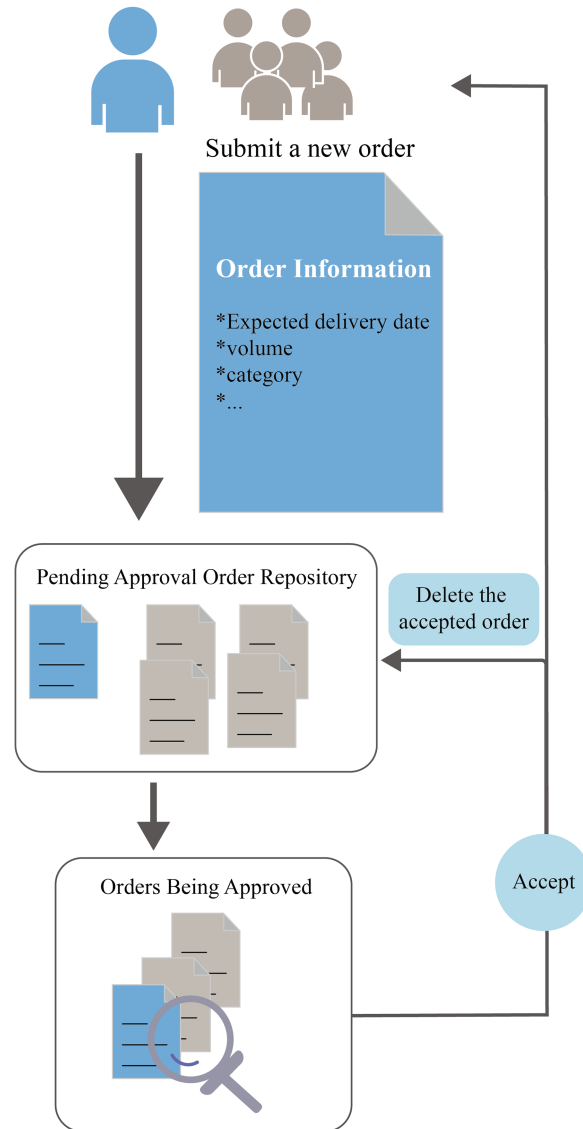 Submit a new order
Order Information
*Expected delivery date
*volume
*category
*...
Pending Approval Order Repository
Delete the
accepted order
Orders Being Approved
Accept